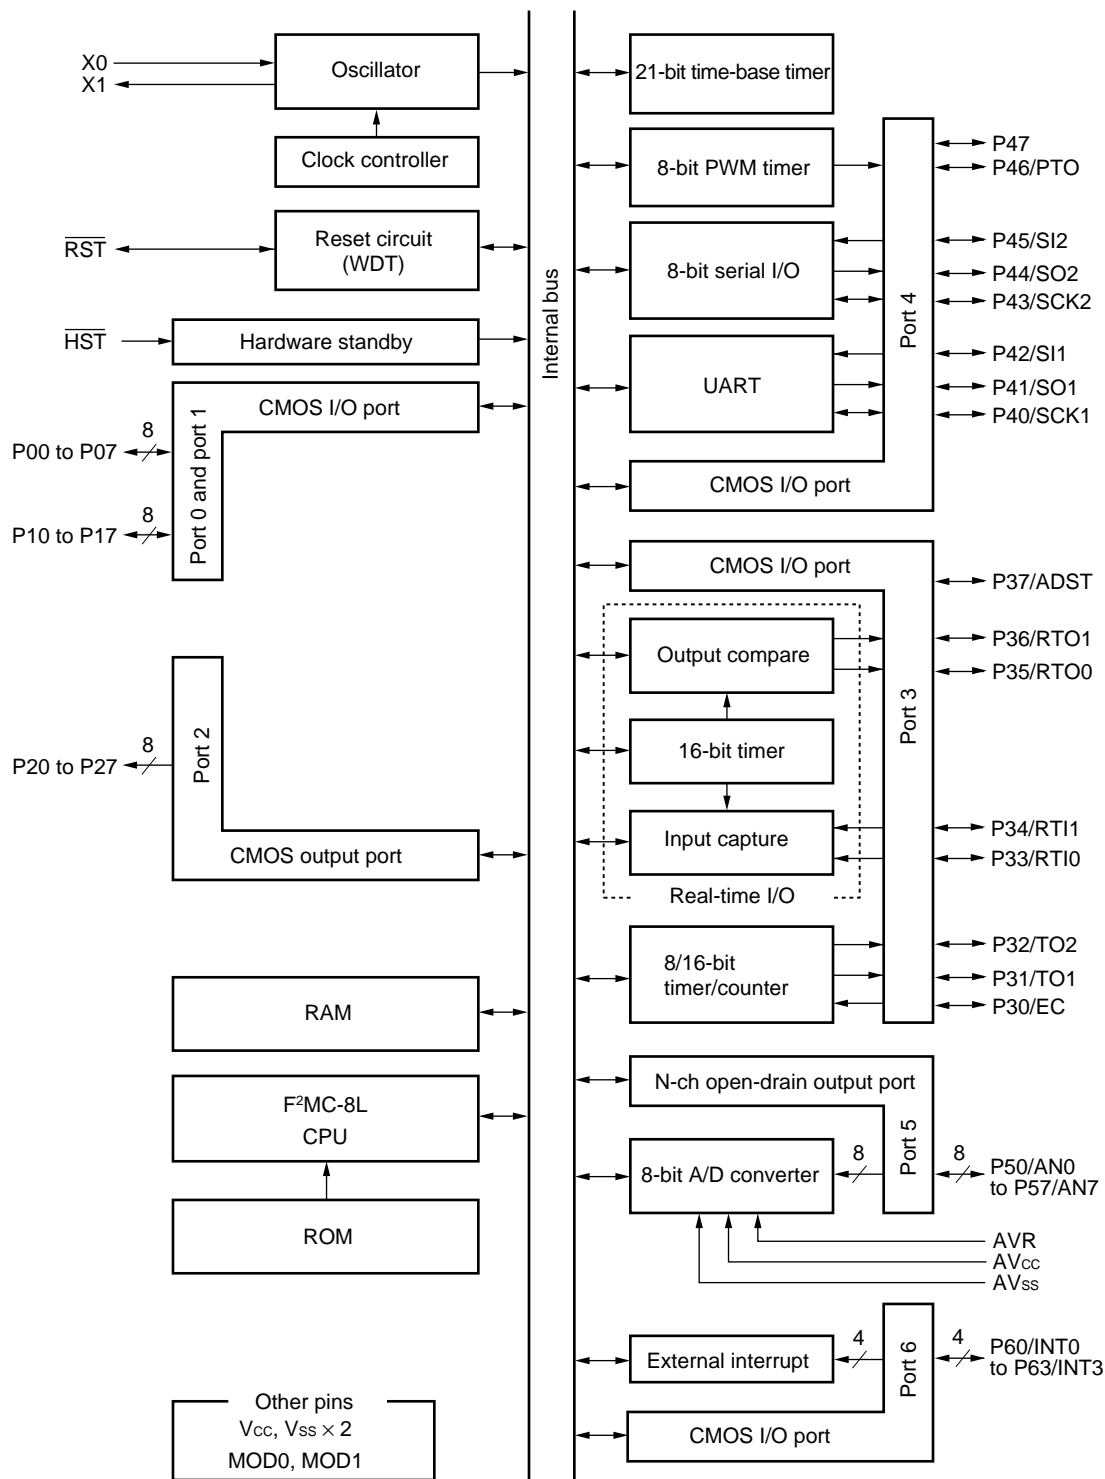 X0
X1
Oscillator
Clock controller
RST
Reset circuit
(WDT)
HST
Hardware standby
CMOS I/O port
Port 0 and port 1
8
P00 to P07
8
P10 to P17
Port 2
8
P20 to P27
CMOS output port
RAM
F²MC-8L
CPU
ROM
Other pins
VCC, VSS × 2
MOD0, MOD1
Internal bus
21-bit time-base timer
8-bit PWM timer
8-bit serial I/O
UART
CMOS I/O port
Port 4
P47
P46/PTO
P45/SI2
P44/SO2
P43/SCK2
P42/SI1
P41/SO1
P40/SCK1
CMOS I/O port
Port 3
Output compare
16-bit timer
Input capture
Real-time I/O
8/16-bit
timer/counter
P37/ADST
P36/RTO1
P35/RTO0
P34/RTI1
P33/RTI0
P32/TO2
P31/TO1
P30/EC
N-ch open-drain output port
Port 5
8-bit A/D converter
8
8
P50/AN0
to P57/AN7
AVR
AVCC
AVSS
External interrupt
4
Port 6
4
P60/INT0
to P63/INT3
CMOS I/O port